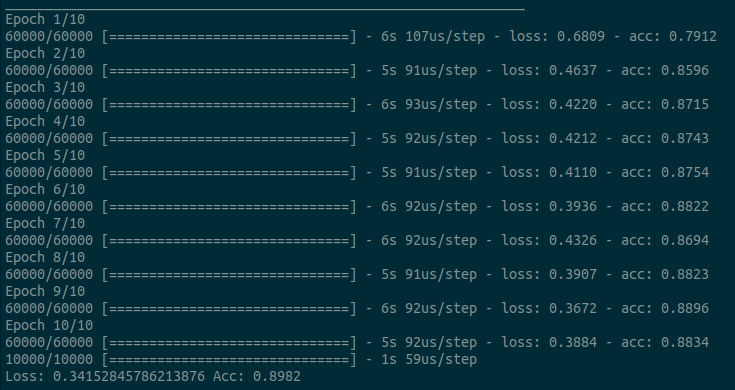 Epoch 1/10
60000/60000 [==============================] - 6s 107us/step - loss: 0.6809 - acc: 0.7912
Epoch 2/10
60000/60000 [==============================] - 5s 91us/step - loss: 0.4637 - acc: 0.8596
Epoch 3/10
60000/60000 [==============================] - 6s 93us/step - loss: 0.4220 - acc: 0.8715
Epoch 4/10
60000/60000 [==============================] - 5s 92us/step - loss: 0.4212 - acc: 0.8743
Epoch 5/10
60000/60000 [==============================] - 5s 91us/step - loss: 0.4110 - acc: 0.8754
Epoch 6/10
60000/60000 [==============================] - 6s 92us/step - loss: 0.3936 - acc: 0.8822
Epoch 7/10
60000/60000 [==============================] - 6s 92us/step - loss: 0.4326 - acc: 0.8694
Epoch 8/10
60000/60000 [==============================] - 5s 91us/step - loss: 0.3907 - acc: 0.8823
Epoch 9/10
60000/60000 [==============================] - 6s 92us/step - loss: 0.3672 - acc: 0.8896
Epoch 10/10
60000/60000 [==============================] - 5s 92us/step - loss: 0.3884 - acc: 0.8834
10000/10000 [==============================] - 1s 59us/step
Loss: 0.34152845786213876 Acc: 0.8982